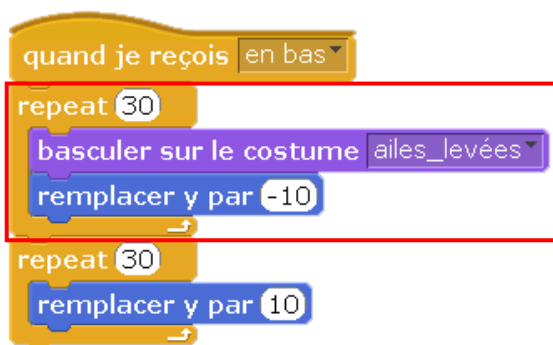 quand je reçois en bas
repeat 30
basculer sur le costume ailes_levées
remplacer y par -10
repeat 30
remplacer y par 10